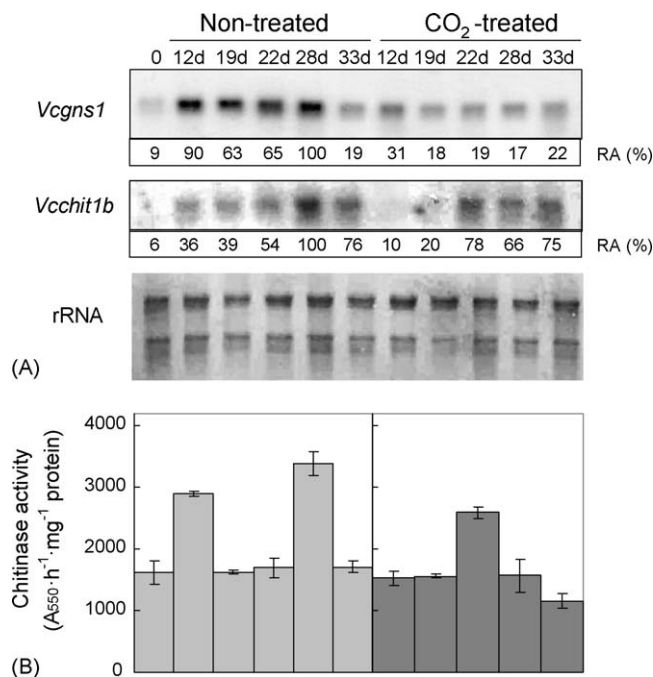 Non-treated CO₂-treated
0 12d 19d 22d 28d 33d 12d 19d 22d 28d 33d
Vcgns1
9 90 63 65 100 19 31 18 19 17 22 RA (%)
Vcchit1b
6 36 39 54 100 76 10 20 78 66 75 RA (%)
rRNA
(A)
4000
3000
2000
1000
0
Chitinase activity
(A₅₅₀·h⁻¹·mg⁻¹ protein)
(B)